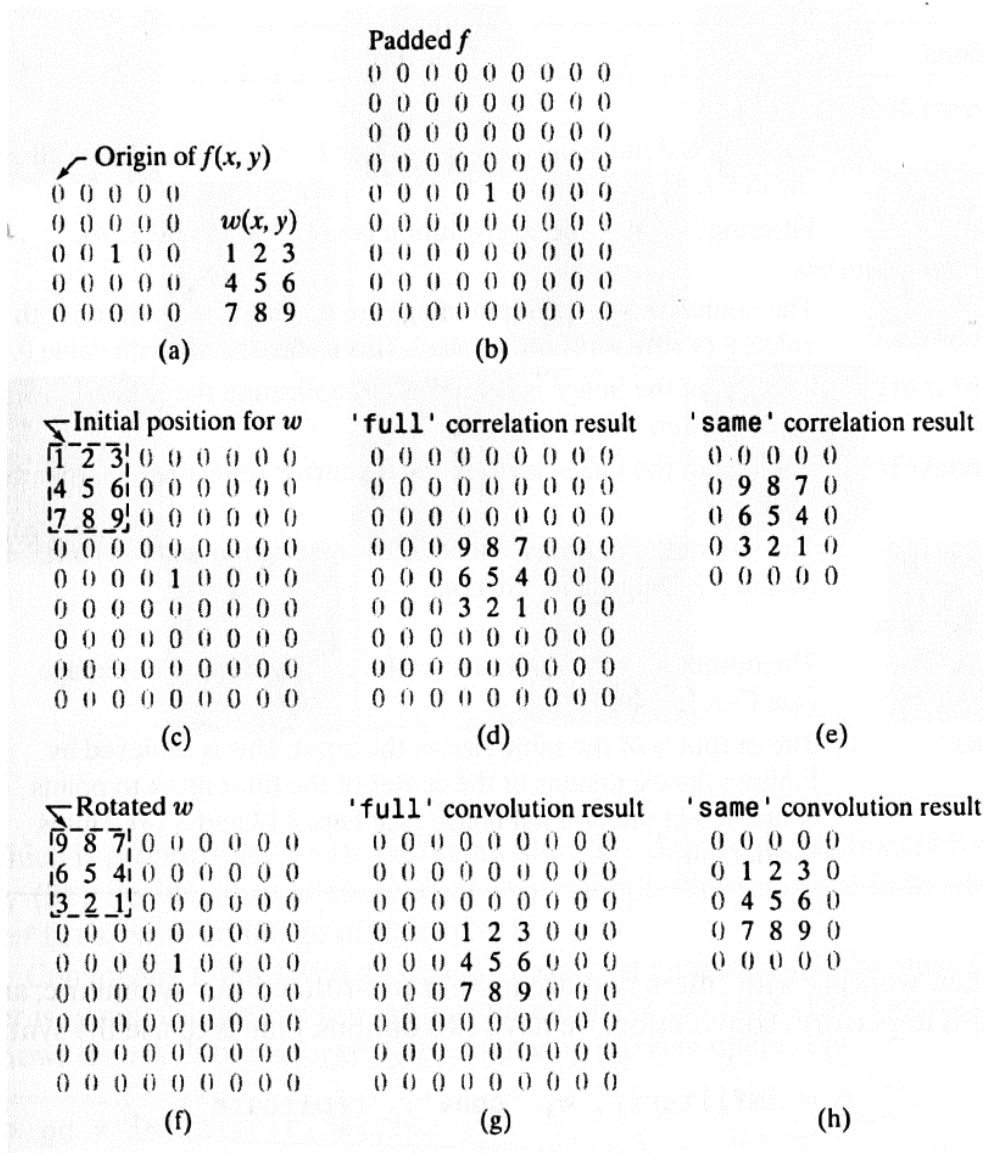 Padded f
0 0 0 0 0 0 0 0 0
0 0 0 0 0 0 0 0 0
0 0 0 0 0 0 0 0 0
0 0 0 0 0 0 0 0 0
0 0 0 0 1 0 0 0 0
0 0 0 0 0 0 0 0 0
0 0 0 0 0 0 0 0 0
0 0 0 0 0 0 0 0 0
0 0 0 0 0 0 0 0 0
(b)
Origin of f(x, y)
0 0 0 0 0
0 0 0 0 0
0 0 1 0 0
0 0 0 0 0
0 0 0 0 0
w(x, y)
1 2 3
4 5 6
7 8 9
(a)
Initial position for w
1 2 3 0 0 0 0 0 0
4 5 6 0 0 0 0 0 0
7 8 9 0 0 0 0 0 0
0 0 0 0 0 0 0 0 0
0 0 0 0 1 0 0 0 0
0 0 0 0 0 0 0 0 0
0 0 0 0 0 0 0 0 0
0 0 0 0 0 0 0 0 0
0 0 0 0 0 0 0 0 0
(c)
'full' correlation result
0 0 0 0 0 0 0 0 0
0 0 0 0 0 0 0 0 0
0 0 0 0 0 0 0 0 0
0 0 0 9 8 7 0 0 0
0 0 0 6 5 4 0 0 0
0 0 0 3 2 1 0 0 0
0 0 0 0 0 0 0 0 0
0 0 0 0 0 0 0 0 0
0 0 0 0 0 0 0 0 0
(d)
'same' correlation result
0 0 0 0 0
0 9 8 7 0
0 6 5 4 0
0 3 2 1 0
0 0 0 0 0
(e)
Rotated w
9 8 7 0 0 0 0 0 0
6 5 4 0 0 0 0 0 0
3 2 1 0 0 0 0 0 0
0 0 0 0 0 0 0 0 0
0 0 0 0 1 0 0 0 0
0 0 0 0 0 0 0 0 0
0 0 0 0 0 0 0 0 0
0 0 0 0 0 0 0 0 0
0 0 0 0 0 0 0 0 0
(f)
'full' convolution result
0 0 0 0 0 0 0 0 0
0 0 0 0 0 0 0 0 0
0 0 0 0 0 0 0 0 0
0 0 0 1 2 3 0 0 0
0 0 0 4 5 6 0 0 0
0 0 0 7 8 9 0 0 0
0 0 0 0 0 0 0 0 0
0 0 0 0 0 0 0 0 0
0 0 0 0 0 0 0 0 0
(g)
'same' convolution result
0 0 0 0 0
0 1 2 3 0
0 4 5 6 0
0 7 8 9 0
0 0 0 0 0
(h)